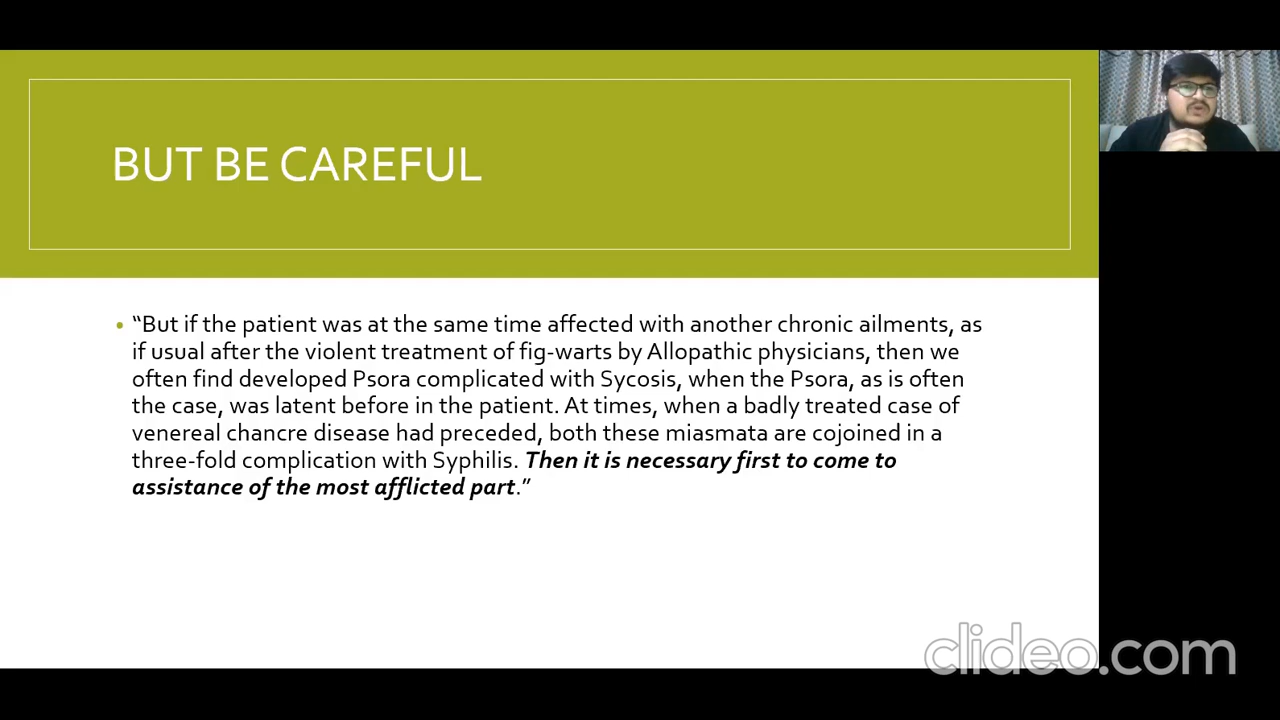 BUT BE CAREFUL
• “But if the patient was at the same time affected with another chronic ailments, as
if usual after the violent treatment of fig-warts by Allopathic physicians, then we
often find developed Psora complicated with Sycosis, when the Psora, as is often
the case, was latent before in the patient. At times, when a badly treated case of
venereal chancre disease had preceded, both these miasmata are cojoined in a
three-fold complication with Syphilis. Then it is necessary first to come to
assistance of the most afflicted part.”
clideo.com